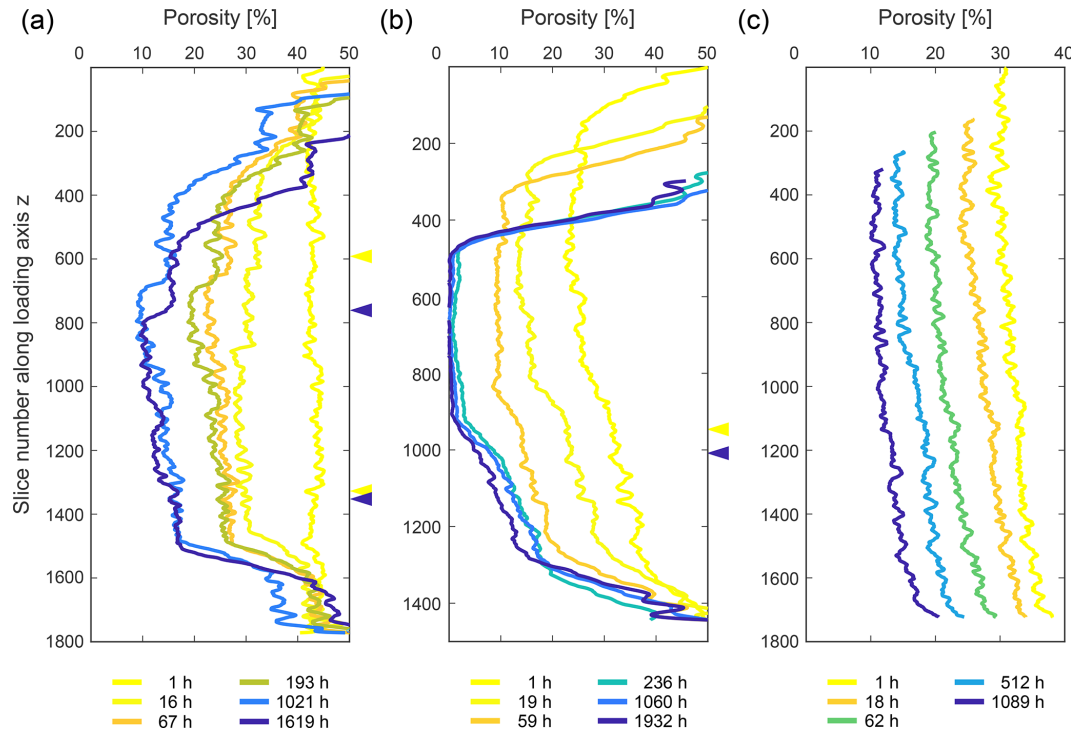 (a) Porosity [%] (b) Porosity [%] (c) Porosity [%]
0 10 20 30 40 50 0 10 20 30 40 50 0 10 20 30 40
Slice number along loading axis z
200
400
600
800
1000
1200
1400
1600
1800
200
400
600
800
1000
1200
1400
200
400
600
800
1000
1200
1400
1600
1800
1 h 193 h
16 h 1021 h
67 h 1619 h
1 h 236 h
19 h 1060 h
59 h 1932 h
1 h 512 h
18 h 1089 h
62 h